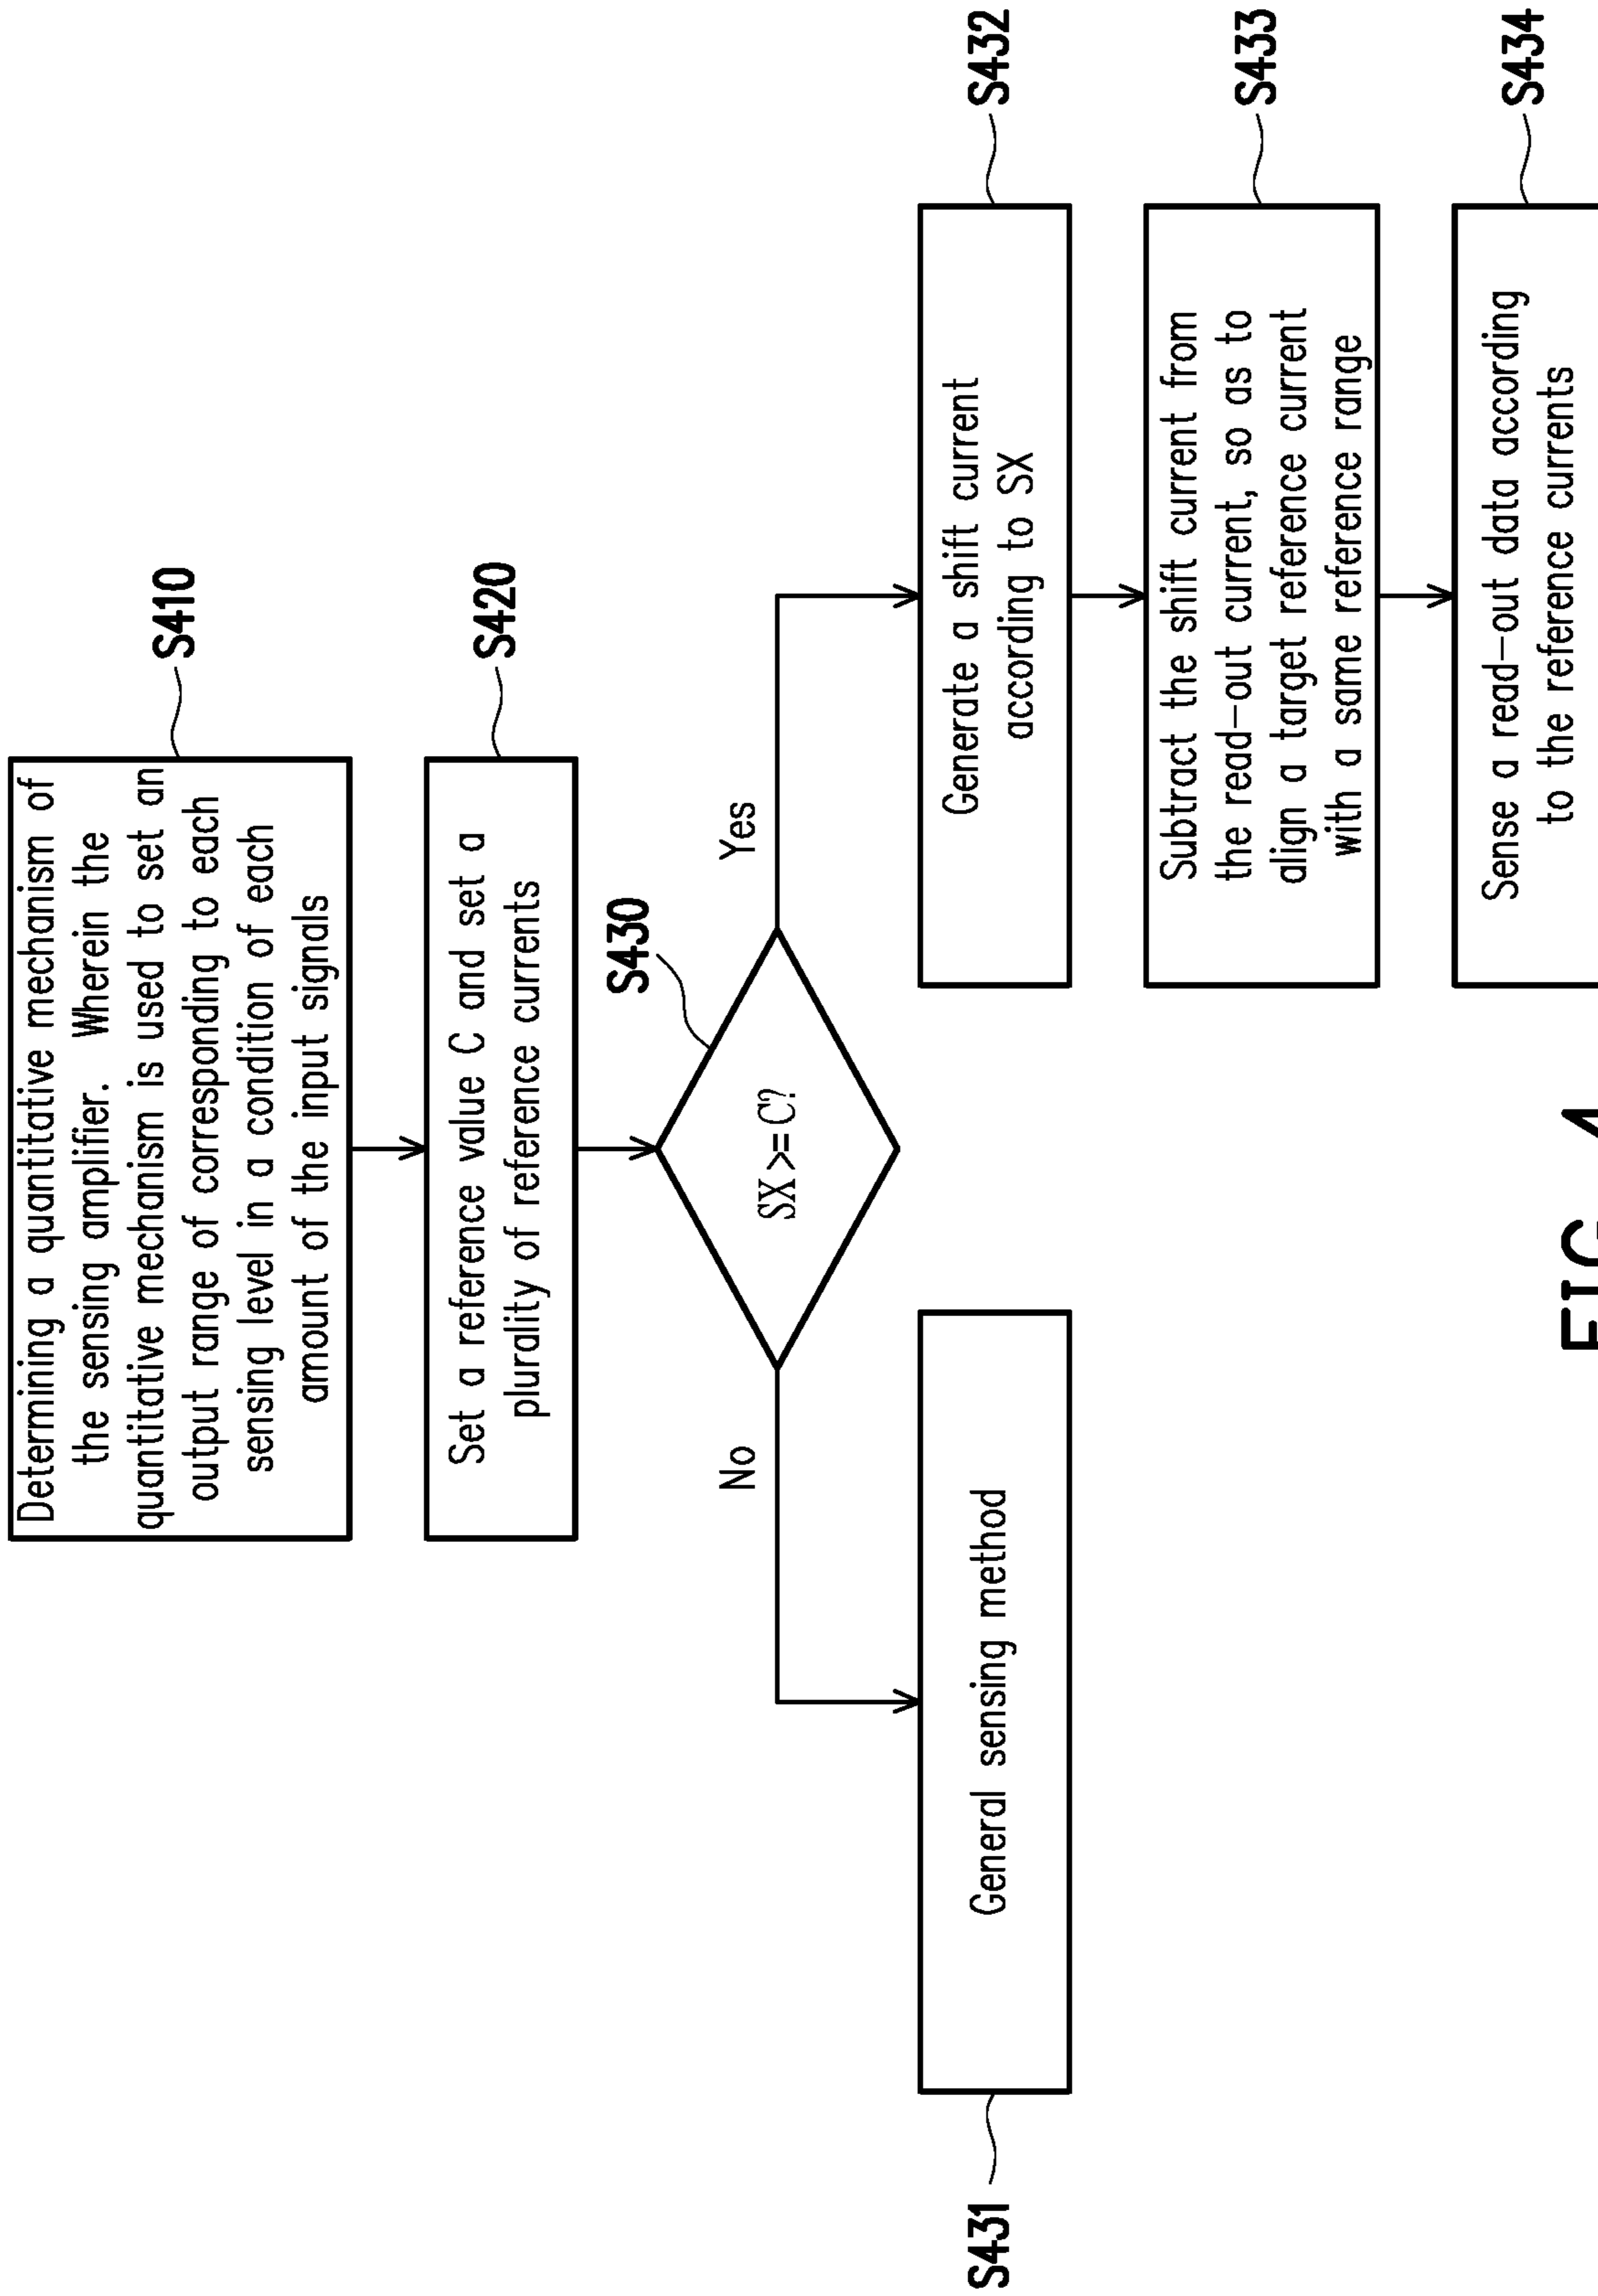 Determining a quantitative mechanism of
the sensing amplifier. Wherein the
quantitative mechanism is used to set an
output range of corresponding to each
sensing level in a condition of each
amount of the input signals
S410
Set a reference value C and set a
plurality of reference currents
S420
SX >= C?
S430
No
Yes
General sensing method
S431
Generate a shift current
according to SX
S432
Subtract the shift current from
the read-out current, so as to
align a target reference current
with a same reference range
S433
Sense a read-out data according
to the reference currents
S434
FIG. 4